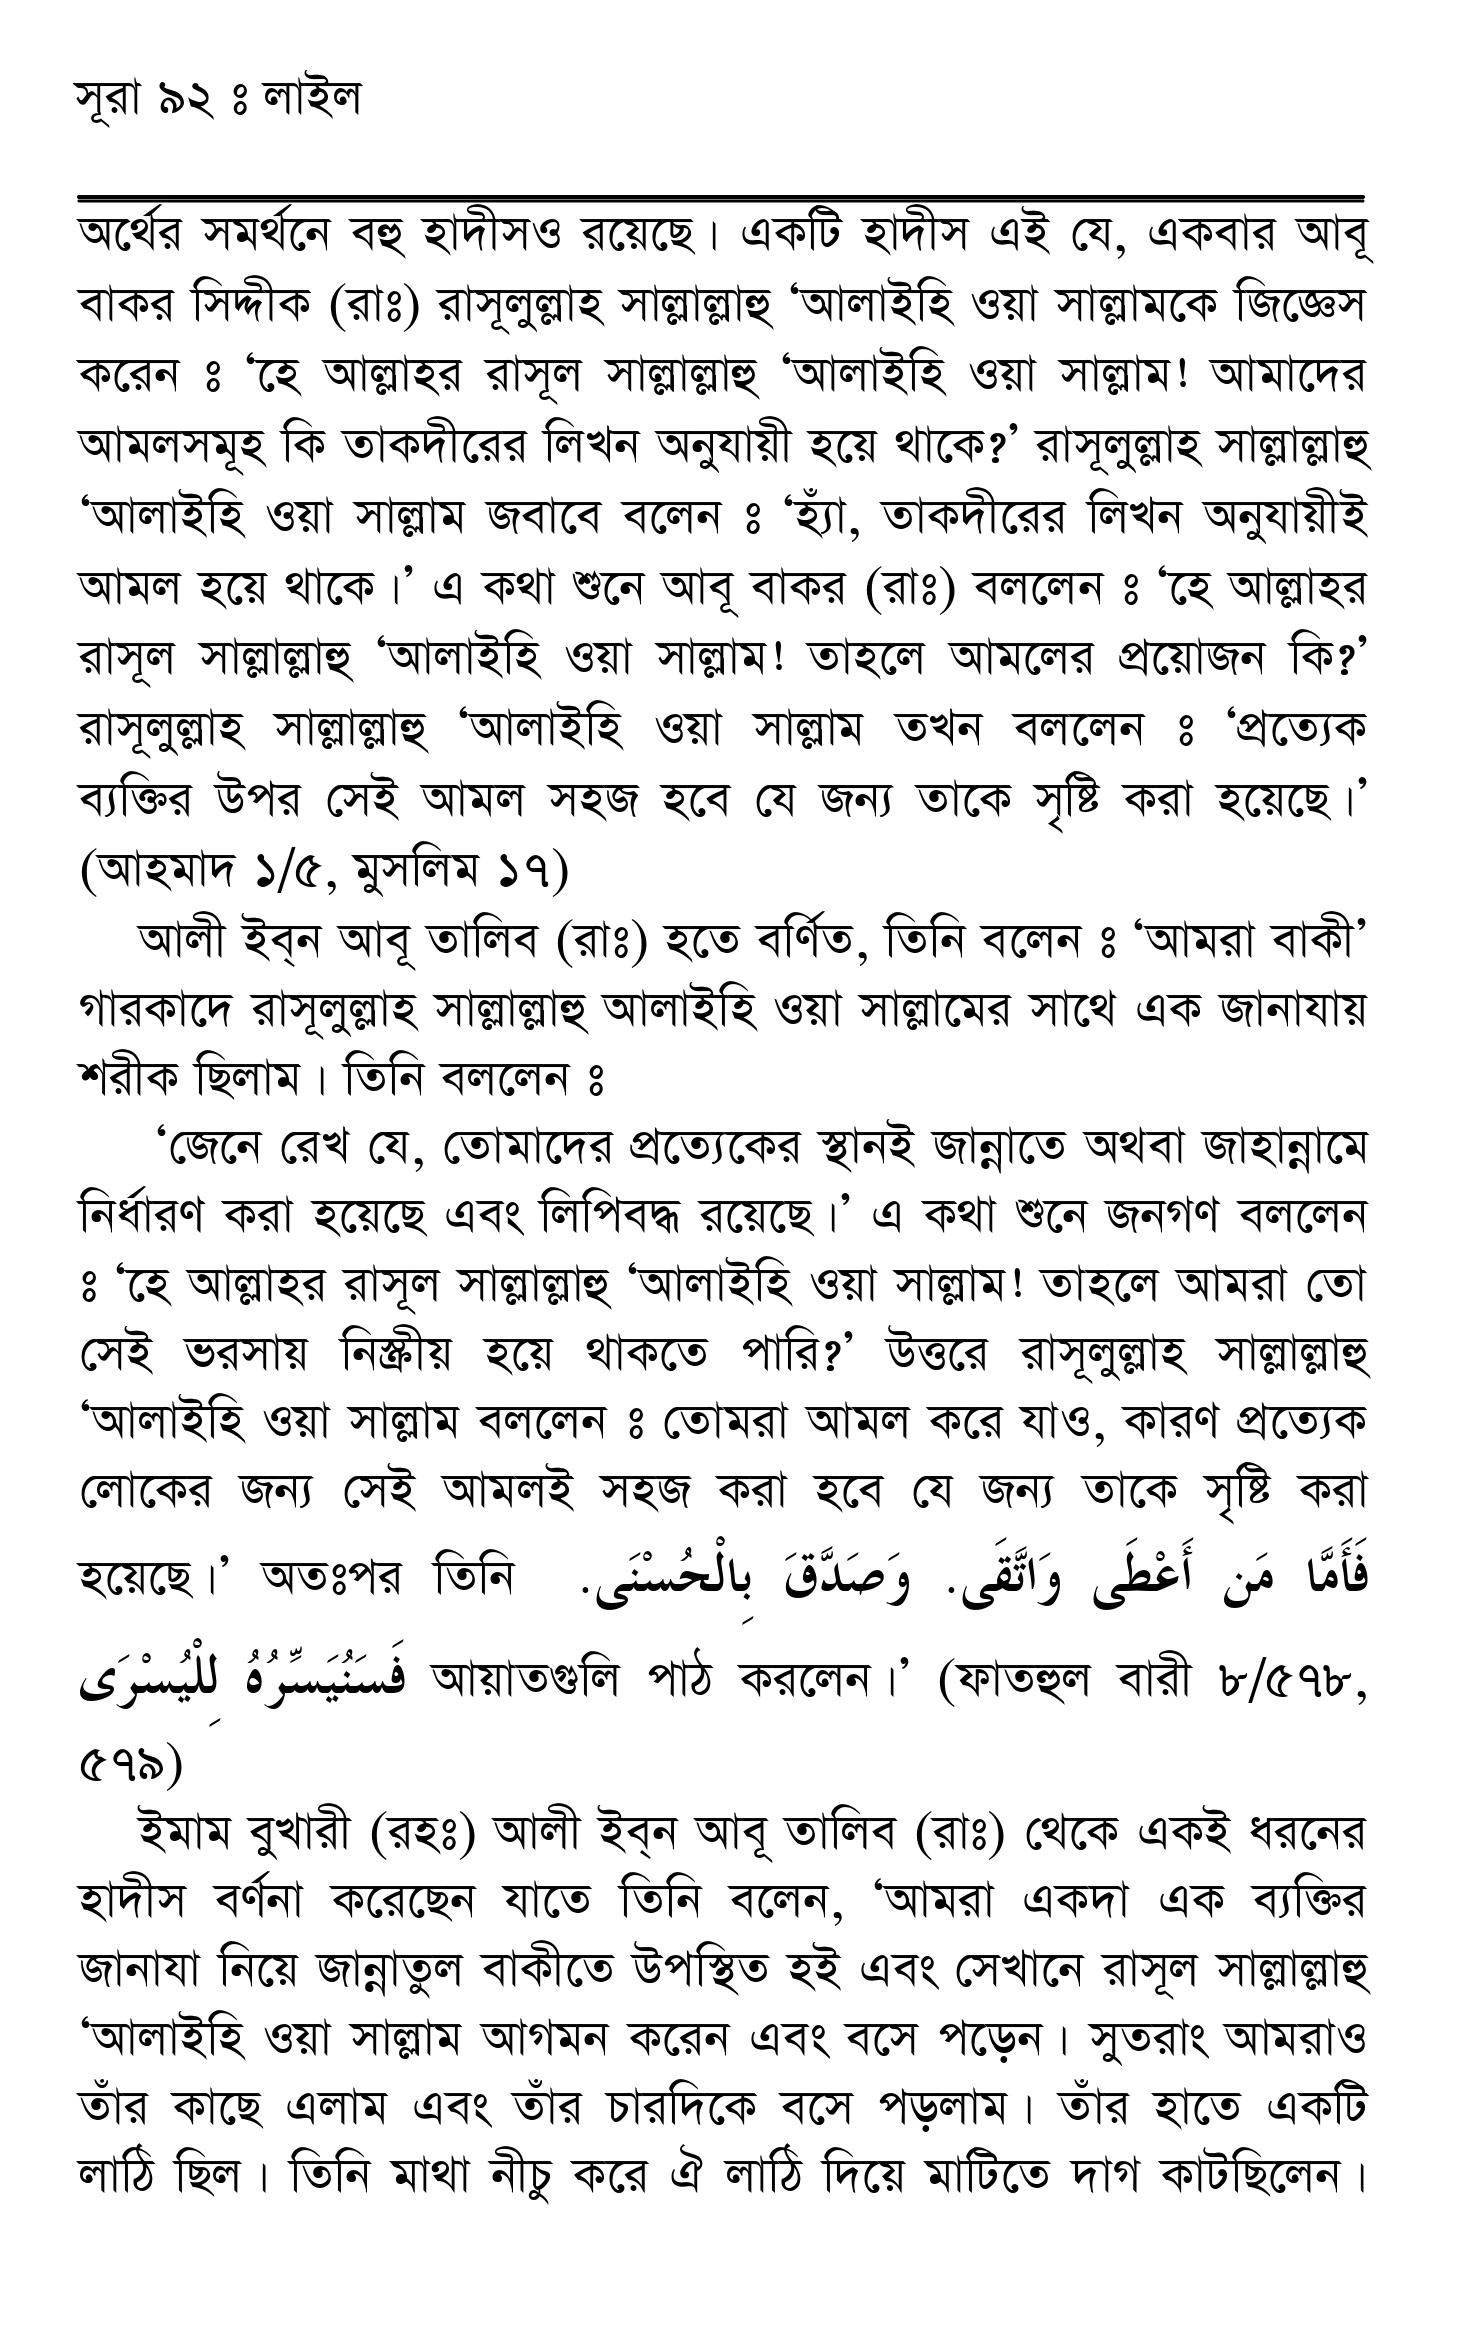 সূরা ৯২ ঃ লাইল
অর্থের সমর্থনে বহু হাদীসও রয়েছে। একটি হাদীস এই যে, একবার আবূ
বাকর সিদ্দীক (রাঃ) রাসূলুল্লাহ সাল্লাল্লাহু ‘আলাইহি ওয়া সাল্লামকে জিজ্ঞেস
করেন ঃ ‘হে আল্লাহর রাসূল সাল্লাল্লাহু ‘আলাইহি ওয়া সাল্লাম! আমাদের
আমলসমূহ কি তাকদীরের লিখন অনুযায়ী হয়ে থাকে?’ রাসূলুল্লাহ সাল্লাল্লাহু
‘আলাইহি ওয়া সাল্লাম জবাবে বলেন ঃ ‘হ্যাঁ, তাকদীরের লিখন অনুযায়ীই
আমল হয়ে থাকে।’ এ কথা শুনে আবূ বাকর (রাঃ) বললেন ঃ ‘হে আল্লাহর
রাসূল সাল্লাল্লাহু ‘আলাইহি ওয়া সাল্লাম! তাহলে আমলের প্রয়োজন কি?’
রাসূলুল্লাহ সাল্লাল্লাহু ‘আলাইহি ওয়া সাল্লাম তখন বললেন ঃ ‘প্রত্যেক
ব্যক্তির উপর সেই আমল সহজ হবে যে জন্য তাকে সৃষ্টি করা হয়েছে।’
(আহমাদ ১/৫, মুসলিম ১৭)
আলী ইব্‌ন আবূ তালিব (রাঃ) হতে বর্ণিত, তিনি বলেন ঃ ‘আমরা বাকী’
গারকাদে রাসূলুল্লাহ সাল্লাল্লাহু আলাইহি ওয়া সাল্লামের সাথে এক জানাযায়
শরীক ছিলাম। তিনি বললেন ঃ
‘জেনে রেখ যে, তোমাদের প্রত্যেকের স্থানই জান্নাতে অথবা জাহান্নামে
নির্ধারণ করা হয়েছে এবং লিপিবদ্ধ রয়েছে।’ এ কথা শুনে জনগণ বললেন
ঃ ‘হে আল্লাহর রাসূল সাল্লাল্লাহু ‘আলাইহি ওয়া সাল্লাম! তাহলে আমরা তো
সেই ভরসায় নিস্ক্রীয় হয়ে থাকতে পারি?’ উত্তরে রাসূলুল্লাহ সাল্লাল্লাহু
‘আলাইহি ওয়া সাল্লাম বললেন ঃ তোমরা আমল করে যাও, কারণ প্রত্যেক
লোকের জন্য সেই আমলই সহজ করা হবে যে জন্য তাকে সৃষ্টি করা
হয়েছে।’ অতঃপর তিনি فَأَمَّا مَن أَعْطَى وَاتَّقَى. وَصَدَّقَ بِالْحُسْنَى.
فَسَنُيَسِّرُهُ لِلْيُسْرَى আয়াতগুলি পাঠ করলেন।’ (ফাতহুল বারী ৮/৫৭৮,
৫৭৯)
ইমাম বুখারী (রহঃ) আলী ইব্‌ন আবূ তালিব (রাঃ) থেকে একই ধরনের
হাদীস বর্ণনা করেছেন যাতে তিনি বলেন, ‘আমরা একদা এক ব্যক্তির
জানাযা নিয়ে জান্নাতুল বাকীতে উপস্থিত হই এবং সেখানে রাসূল সাল্লাল্লাহু
‘আলাইহি ওয়া সাল্লাম আগমন করেন এবং বসে পড়েন। সুতরাং আমরাও
তাঁর কাছে এলাম এবং তাঁর চারদিকে বসে পড়লাম। তাঁর হাতে একটি
লাঠি ছিল। তিনি মাথা নীচু করে ঐ লাঠি দিয়ে মাটিতে দাগ কাটছিলেন।